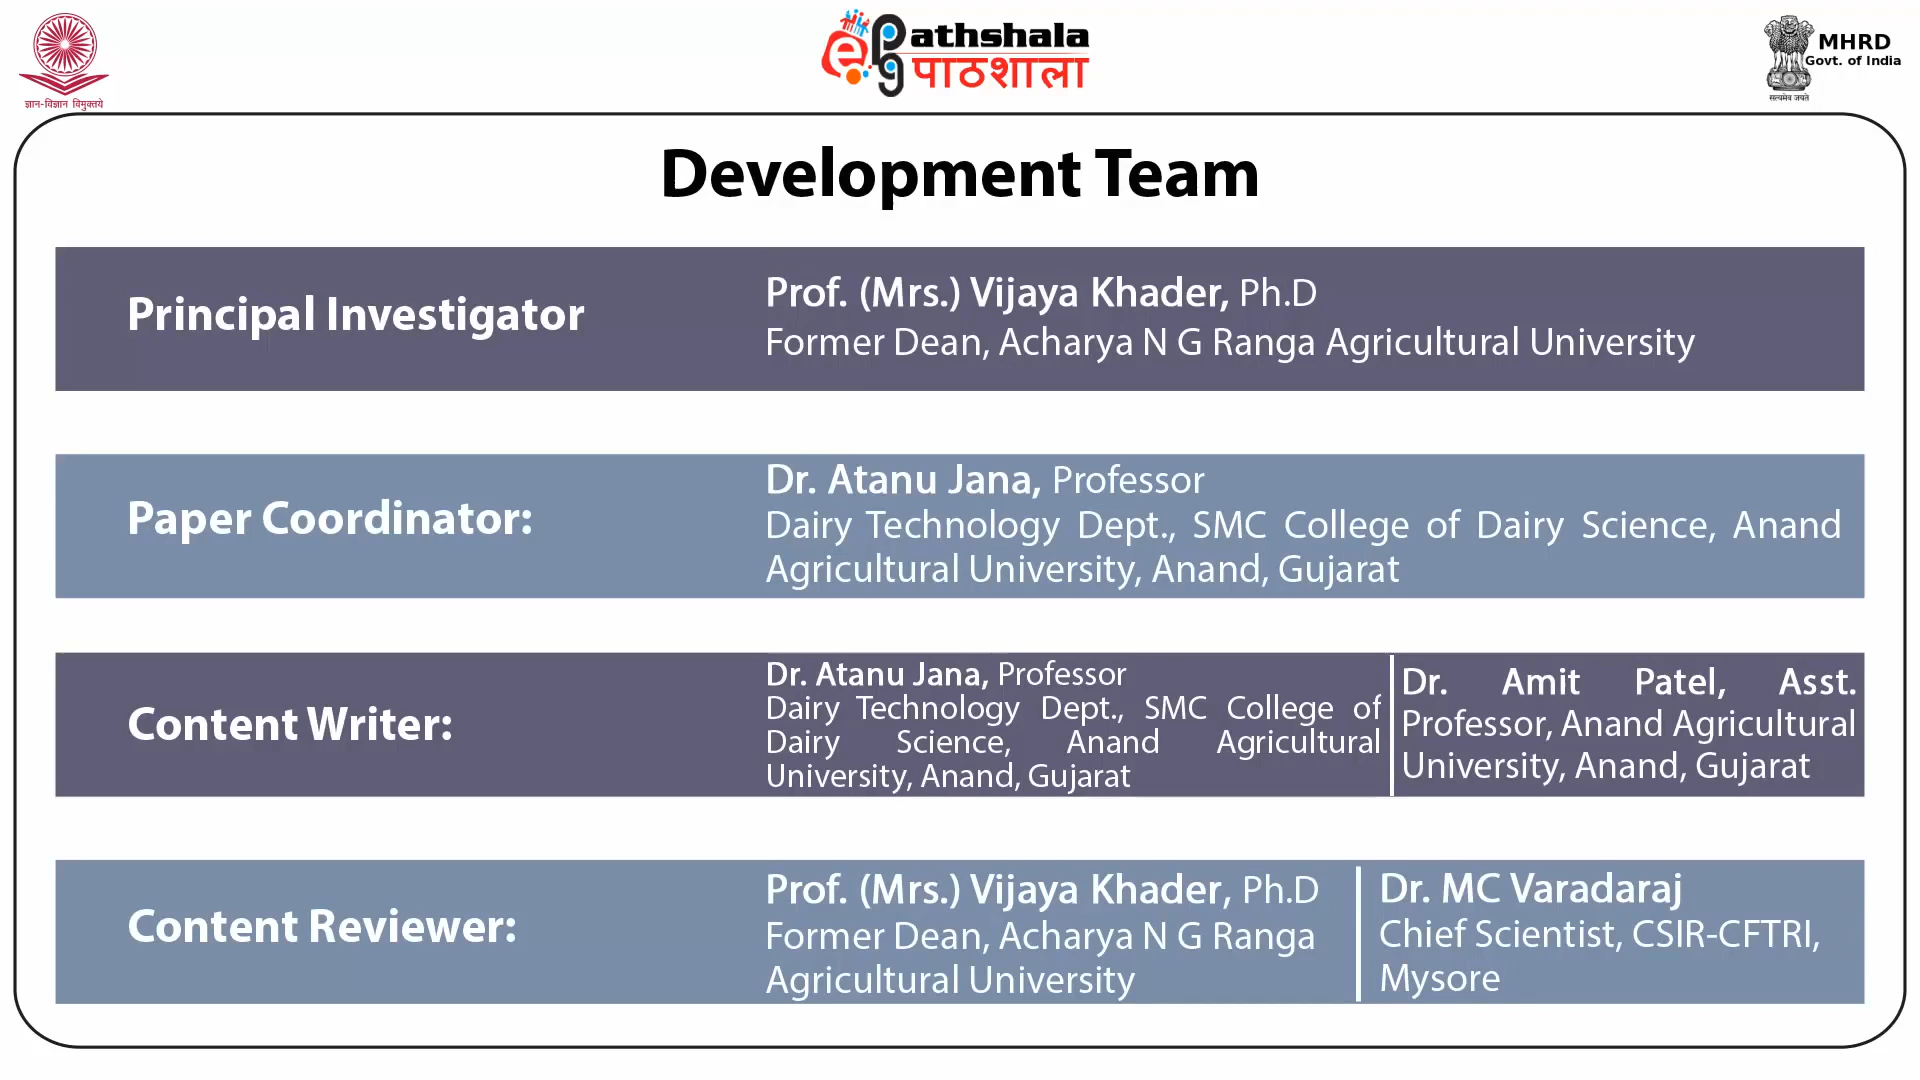 ज्ञान-विज्ञान विमुक्तये
ePathshala
पाठशाला
MHRD
Govt. of India
सत्यमेव जयते
Development Team
Principal Investigator
Prof. (Mrs.) Vijaya Khader, Ph.D
Former Dean, Acharya N G Ranga Agricultural University
Paper Coordinator:
Dr. Atanu Jana, Professor
Dairy Technology Dept., SMC College of Dairy Science, Anand
Agricultural University, Anand, Gujarat
Content Writer:
Dr. Atanu Jana, Professor
Dairy Technology Dept., SMC College of
Dairy Science, Anand Agricultural
University, Anand, Gujarat
Dr. Amit Patel, Asst.
Professor, Anand Agricultural
University, Anand, Gujarat
Content Reviewer:
Prof. (Mrs.) Vijaya Khader, Ph.D
Former Dean, Acharya N G Ranga
Agricultural University
Dr. MC Varadaraj
Chief Scientist, CSIR-CFTRI,
Mysore